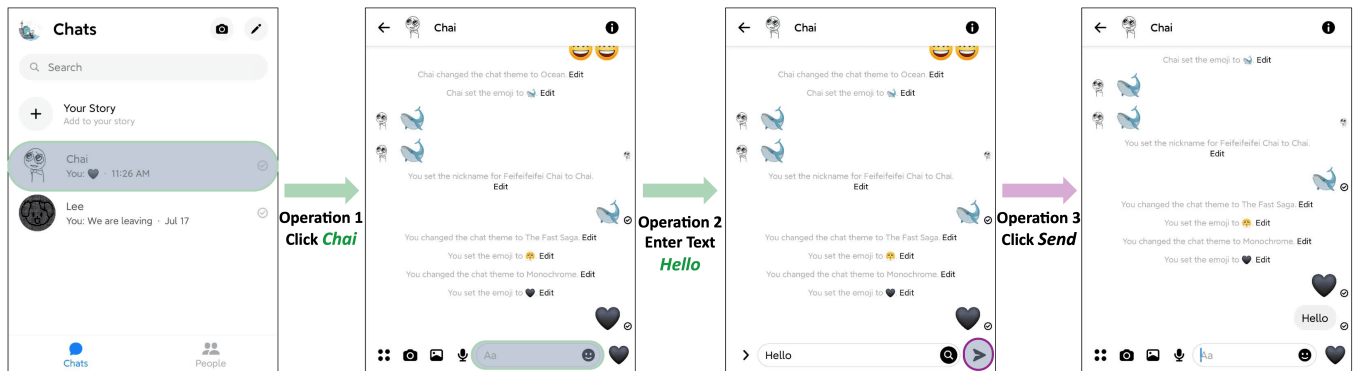 Chats
Search
Your Story
Add to your story
Chai
You: 🖤 · 11:26 AM
Lee
You: We are leaving · Jul 17
Chats
People
Operation 1
Click Chai
Chai
Chai changed the chat theme to Ocean. Edit
Chai set the emoji to 🐋. Edit
You set the nickname for Feifeifeifei Chai to Chai.
Edit
You changed the chat theme to The Fast Saga. Edit
You set the emoji to 😤. Edit
You changed the chat theme to Monochrome. Edit
You set the emoji to 🖤. Edit
Aa
Operation 2
Enter Text
Hello
Chai
Chai changed the chat theme to Ocean. Edit
Chai set the emoji to 🐋. Edit
You set the nickname for Feifeifeifei Chai to Chai.
Edit
You changed the chat theme to The Fast Saga. Edit
You set the emoji to 😤. Edit
You changed the chat theme to Monochrome. Edit
You set the emoji to 🖤. Edit
Hello
Operation 3
Click Send
Chai
Chai set the emoji to 🐋. Edit
You set the nickname for Feifeifeifei Chai to Chai.
Edit
You changed the chat theme to The Fast Saga. Edit
You set the emoji to 😤. Edit
You changed the chat theme to Monochrome. Edit
You set the emoji to 🖤. Edit
Hello
Aa